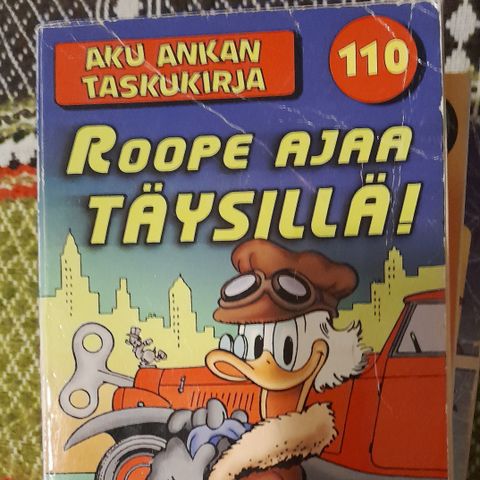 AKU ANKAN
TASKUKIRJA
110
ROOPE AJAA
TÄYSILLÄ!